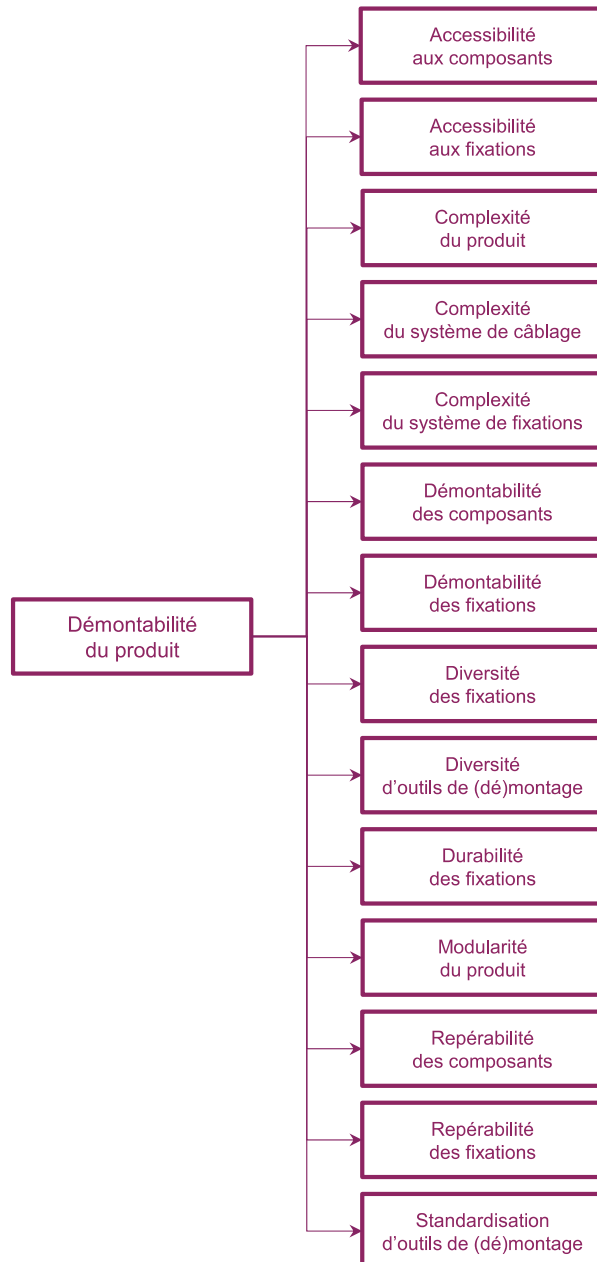 Accessibilité
aux composants
Accessibilité
aux fixations
Complexité
du produit
Complexité
du système de câblage
Complexité
du système de fixations
Démontabilité
des composants
Démontabilité
du produit
Démontabilité
des fixations
Diversité
des fixations
Diversité
d'outils de (dé)montage
Durabilité
des fixations
Modularité
du produit
Repérabilité
des composants
Repérabilité
des fixations
Standardisation
d'outils de (dé)montage